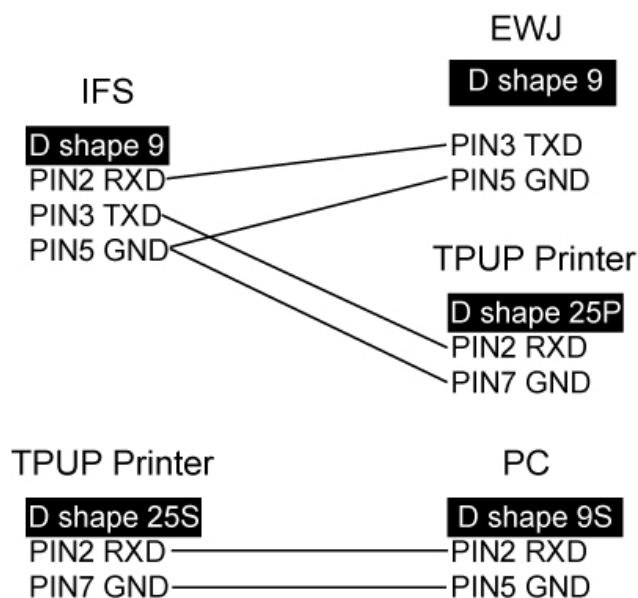 IFS
D shape 9
PIN2 RXD
PIN3 TXD
PIN5 GND
EWJ
D shape 9
PIN3 TXD
PIN5 GND
TPUP Printer
D shape 25P
PIN2 RXD
PIN7 GND
TPUP Printer
D shape 25S
PIN2 RXD
PIN7 GND
PC
D shape 9S
PIN2 RXD
PIN5 GND